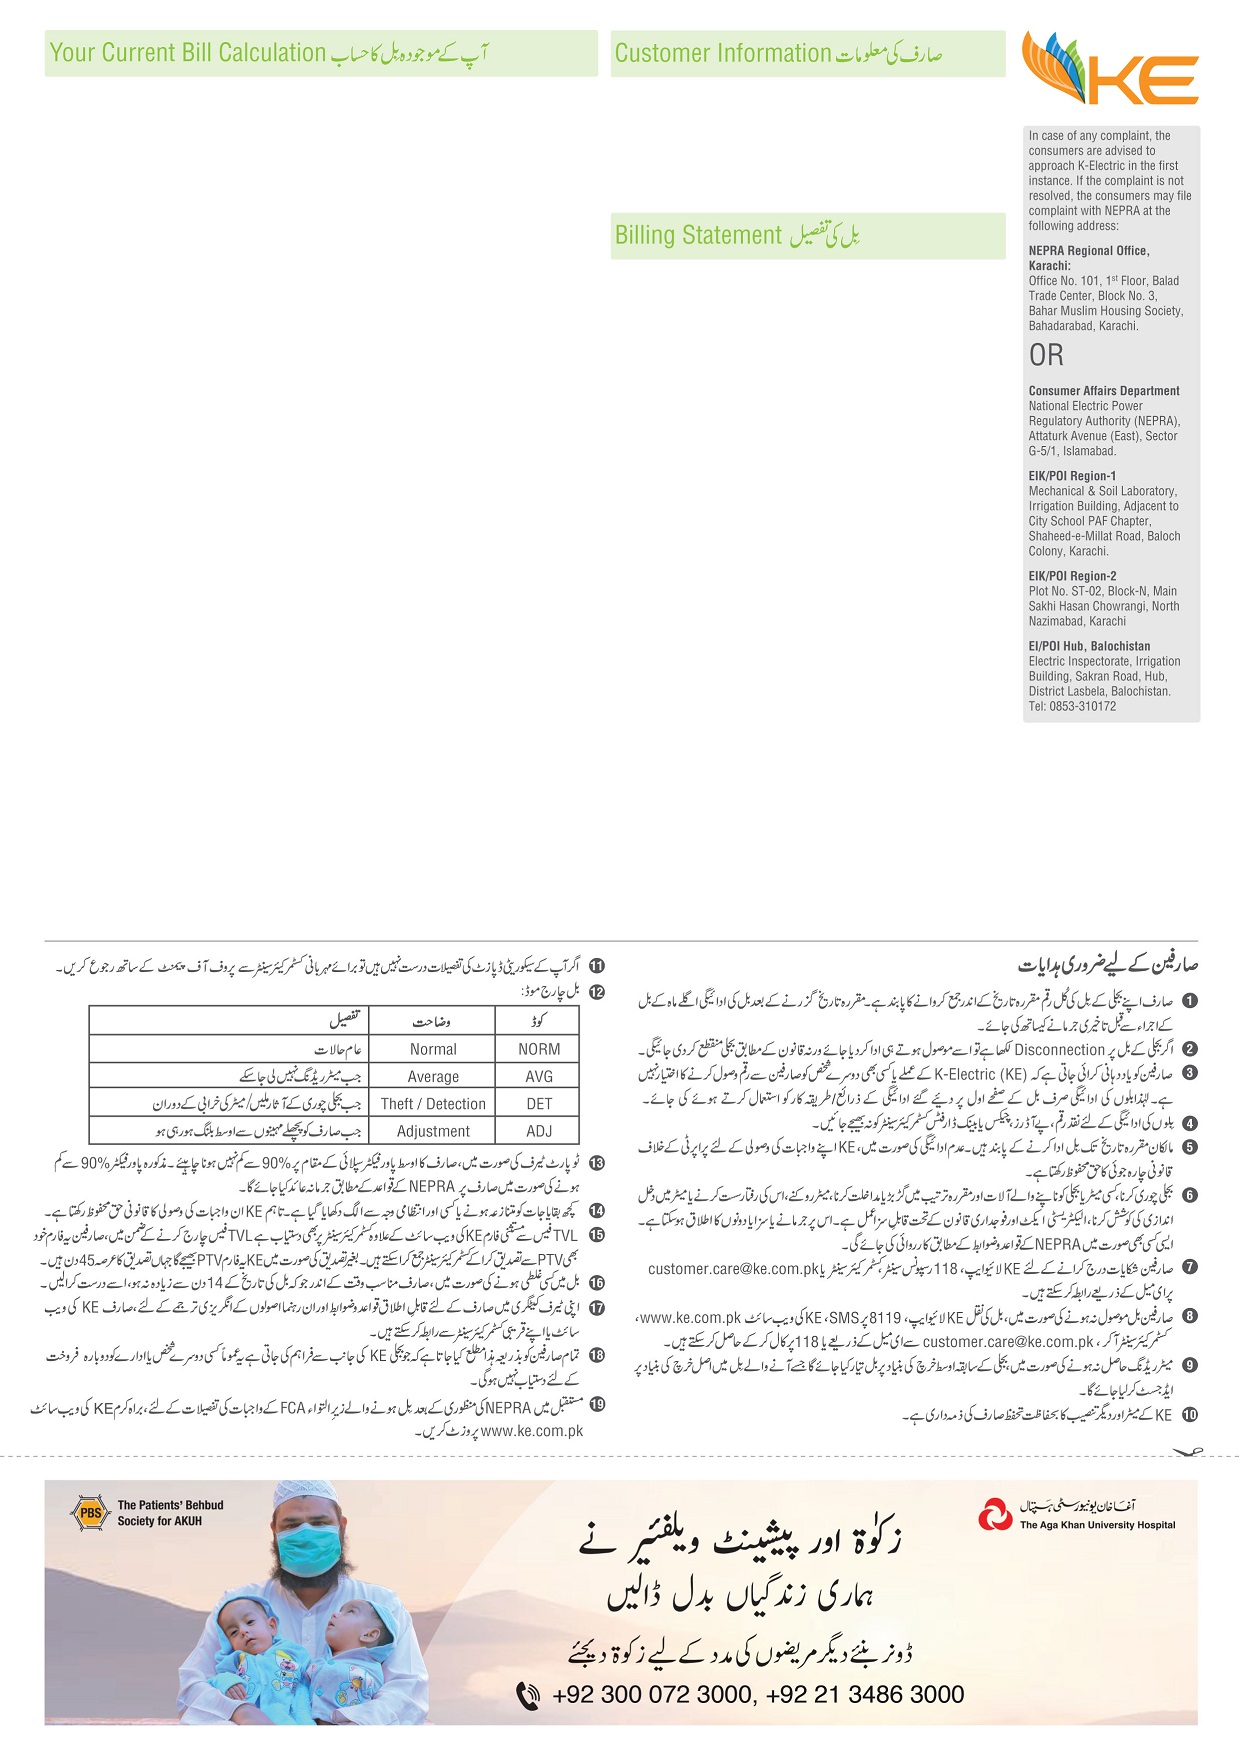 Your Current Bill Calculation آپ کے موجودہ بل کا حساب
Customer Information صارف کی معلومات
Billing Statement بل کی تفصیل
KE
In case of any complaint, the
consumers are advised to
approach K-Electric in the first
instance. If the complaint is not
resolved, the consumers may file
complaint with NEPRA at the
following address:
NEPRA Regional Office,
Karachi:
Office No. 101, 1st Floor, Balad
Trade Center, Block No. 3,
Bahar Muslim Housing Society,
Bahadarabad, Karachi.
OR
Consumer Affairs Department
National Electric Power
Regulatory Authority (NEPRA),
Attaturk Avenue (East), Sector
G-5/1, Islamabad.
EIK/POI Region-1
Mechanical & Soil Laboratory,
Irrigation Building, Adjacent to
City School PAF Chapter,
Shaheed-e-Millat Road, Baloch
Colony, Karachi.
EIK/POI Region-2
Plot No. ST-02, Block-N, Main
Sakhi Hasan Chowrangi, North
Nazimabad, Karachi
EI/POI Hub, Balochistan
Electric Inspectorate, Irrigation
Building, Sakran Road, Hub,
District Lasbela, Balochistan.
Tel: 0853-310172
صارفین کے لیے ضروری ہدایات
1 صارف اپنے بجلی کے بل کی کُل رقم مقررہ تاریخ کے اندر جمع کروانے کا پابند ہے۔ مقررہ تاریخ گزرنے کے بعد بل کی ادائیگی اگلے ماہ کے بل
کے اجراء سے قبل تاخیری جرمانے کیساتھ کی جائے۔
2 اگر بجلی کے بل پر Disconnection لکھا ہے تو اسے موصول ہوتے ہی ادا کردیا جائے ورنہ قانون کے مطابق بجلی منقطع کردی جائیگی۔
3 صارفین کو یاد دہانی کرائی جاتی ہے کہ K-Electric (KE) کے عملے یا کسی بھی دوسرے شخص کو صارفین سے رقم وصول کرنے کا اختیار نہیں
ہے۔ لہٰذا بلوں کی ادائیگی صرف بل کے صفحے اول پر دیئے گئے ادائیگی کے ذرائع/طریقہ کار کو استعمال کرتے ہوئے کی جائے۔
4 بلوں کی ادائیگی کے لئے نقد رقم، پے آڈرز، چیکس یا بینک ڈرافٹس کسٹمر کیئر سینٹر کو نہ بھیجے جائیں۔
5 مالکان مقررہ تاریخ تک بل ادا کرنے کے پابند ہیں۔ عدم ادائیگی کی صورت میں، KE اپنے واجبات کی وصولی کے لئے پراپرٹی کے خلاف
قانونی چارہ جوئی کا حق محفوظ رکھتا ہے۔
6 بجلی چوری کرنا، کسی میٹر یا بجلی کو ناپنے والے آلات اور مقررہ ترتیب میں گڑبڑ یا مداخلت کرنا، میٹر روکنے، اس کی رفتار سست کرنے یا میٹر میں دخل
اندازی کی کوشش کرنا، الیکٹریسٹی ایکٹ اور فوجداری قانون کے تحت قابلِ سزا عمل ہے۔ اس پر جرمانے یا سزا یا دونوں کا اطلاق ہوسکتا ہے۔
ایسی کسی بھی صورت میں NEPRA کے قواعد و ضوابط کے مطابق کارروائی کی جائے گی۔
7 صارفین شکایات درج کرانے کے لئے KE لائیو ایپ، 118 رسپونس سینٹر، کسٹمر کیئر سینٹر یا customer.care@ke.com.pk
پر ای میل کے ذریعے رابطہ کرسکتے ہیں۔
8 صارفین بل موصول نہ ہونے کی صورت میں، بل کی نقل KE لائیو ایپ، 8119 پر SMS، KE کی ویب سائٹ www.ke.com.pk،
کسٹمر کیئر سینٹر آکر، customer.care@ke.com.pk سے ای میل کے ذریعے یا 118 پر کال کرکے حاصل کرسکتے ہیں۔
9 میٹر ریڈنگ حاصل نہ ہونے کی صورت میں، بجلی کے سابقہ اوسط خرچ کی بنیاد پر بل تیار کیا جائے گا جسے آنے والے بل میں اصل خرچ کی بنیاد پر
ایڈجسٹ کرلیا جائے گا۔
10 KE کے میٹر اور دیگر تنصیب کا بحفاظت تحفظ صارف کی ذمہ داری ہے۔
11 اگر آپ کے سیکوریٹی ڈپازٹ کی تفصیلات درست نہیں ہیں تو برائے مہربانی کسٹمر کیئر سینٹر سے پروف آف پیمنٹ کے ساتھ رجوع کریں۔
12 بل چارج موڈ:
کوڈ وضاحت تفصیل
NORM Normal عام حالات
AVG Average جب میٹر ریڈنگ نہیں لی جاسکے
DET Theft / Detection جب بجلی چوری کے آثار ملیں/ میٹر کی خرابی کے دوران
ADJ Adjustment جب صارف کو پچھلے مہینوں سے اوسط بلنگ ہو رہی ہو
13 ٹو پارٹ ٹیرف کی صورت میں، صارف کا اوسط پاور فیکٹر سپلائی کے مقام پر 90% سے کم نہیں ہونا چاہیئے۔ مذکورہ پاور فیکٹر 90% سے کم
ہونے کی صورت میں صارف پر NEPRA کے قواعد کے مطابق جرمانہ عائد کیا جائے گا۔
14 کچھ بقایا جات کو متنازعہ ہونے یا کسی اور انتظامی وجہ سے الگ دکھایا گیا ہے۔ تاہم KE ان واجبات کی وصولی کا قانونی حق محفوظ رکھتا ہے۔
15 TVL فیس سے مستثنیٰ فارم KE کی ویب سائٹ کے علاوہ کسٹمر کیئر سینٹر پر بھی دستیاب ہے TVL فیس چارج کرنے کے ضمن میں، صارفین یہ فارم خود
بھی PTV سے تصدیق کراکے کسٹمر کیئر سینٹر جمع کراسکتے ہیں۔ بغیر تصدیق کی صورت میں KE یہ فارم PTV بھیجے گا جہاں تصدیق کا عرصہ 45 دن ہیں۔
16 بل میں کسی غلطی ہونے کی صورت میں، صارف مناسب وقت کے اندر جو کہ بل کی تاریخ کے 14 دن سے زیادہ نہ ہو، اسے درست کرالیں۔
17 اپنی ٹیرف کیٹگری میں صارف کے لئے قابلِ اطلاق قواعد و ضوابط اور ان رہنما اصولوں کے انگریزی ترجمے کے لئے، صارف KE کی ویب
سائٹ یا اپنے قریبی کسٹمر کیئر سینٹر سے رابطہ کرسکتے ہیں۔
18 تمام صارفین کو بذریعہ ہذا مطلع کیا جاتا ہے کہ جو بجلی KE کی جانب سے فراہم کی جاتی ہے یہ عموماً کسی دوسرے شخص یا ادارے کو دوبارہ فروخت
کے لئے دستیاب نہیں ہوگی۔
19 مستقبل میں NEPRA کی منظوری کے بعد بل ہونے والے زیرِ التواء FCA کے واجبات کی تفصیلات کے لئے، براہ کرم KE کی ویب سائٹ
www.ke.com.pk پر وزٹ کریں۔
PBS
The Patients' Behbud
Society for AKUH
آغا خان یونیورسٹی ہسپتال
The Aga Khan University Hospital
زکوٰۃ اور پیشینٹ ویلفئیر نے
ہماری زندگیاں بدل ڈالیں
ڈونر بنئے دیگر مریضوں کی مدد کے لیے زکوۃ دیجئے
+92 300 072 3000, +92 21 3486 3000